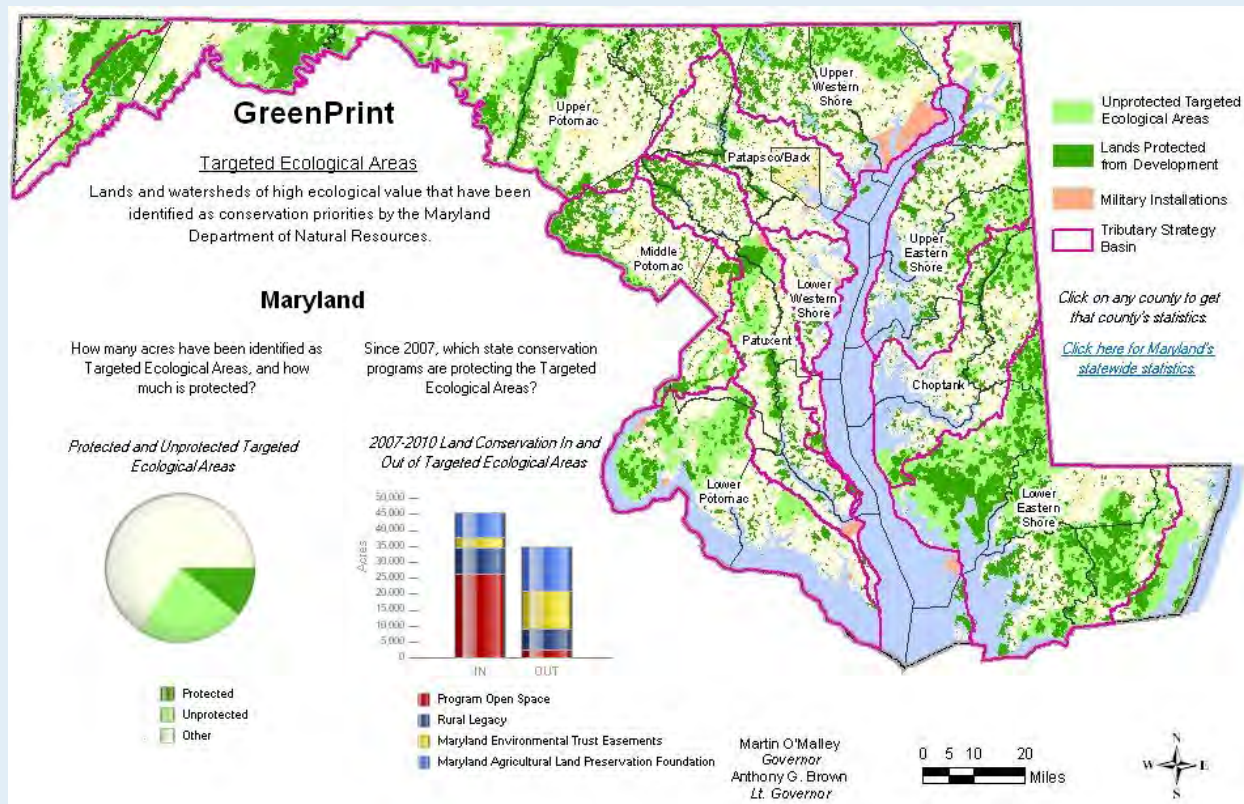 GreenPrint
Targeted Ecological Areas
Lands and watersheds of high ecological value that have been
identified as conservation priorities by the Maryland
Department of Natural Resources.
Maryland
How many acres have been identified as
Targeted Ecological Areas, and how
much is protected?
Since 2007, which state conservation
programs are protecting the Targeted
Ecological Areas?
Protected and Unprotected Targeted
Ecological Areas
Protected
Unprotected
Other
2007-2010 Land Conservation In and
Out of Targeted Ecological Areas
Acres
50,000
45,000
40,000
35,000
30,000
25,000
20,000
15,000
10,000
5,000
0
IN
OUT
Program Open Space
Rural Legacy
Maryland Environmental Trust Easements
Maryland Agricultural Land Preservation Foundation
Upper
Potomac
Upper
Western
Shore
Patapsco/Back
Middle
Potomac
Upper
Eastern
Shore
Lower
Western
Shore
Patuxent
Choptank
Lower
Potomac
Lower
Eastern
Shore
Unprotected Targeted
Ecological Areas
Lands Protected
from Development
Military Installations
Tributary Strategy
Basin
Click on any county to get
that county's statistics.
Click here for Maryland's
statewide statistics.
Martin O'Malley
Governor
Anthony G. Brown
Lt. Governor
0 5 10 20
Miles
N
W E
S